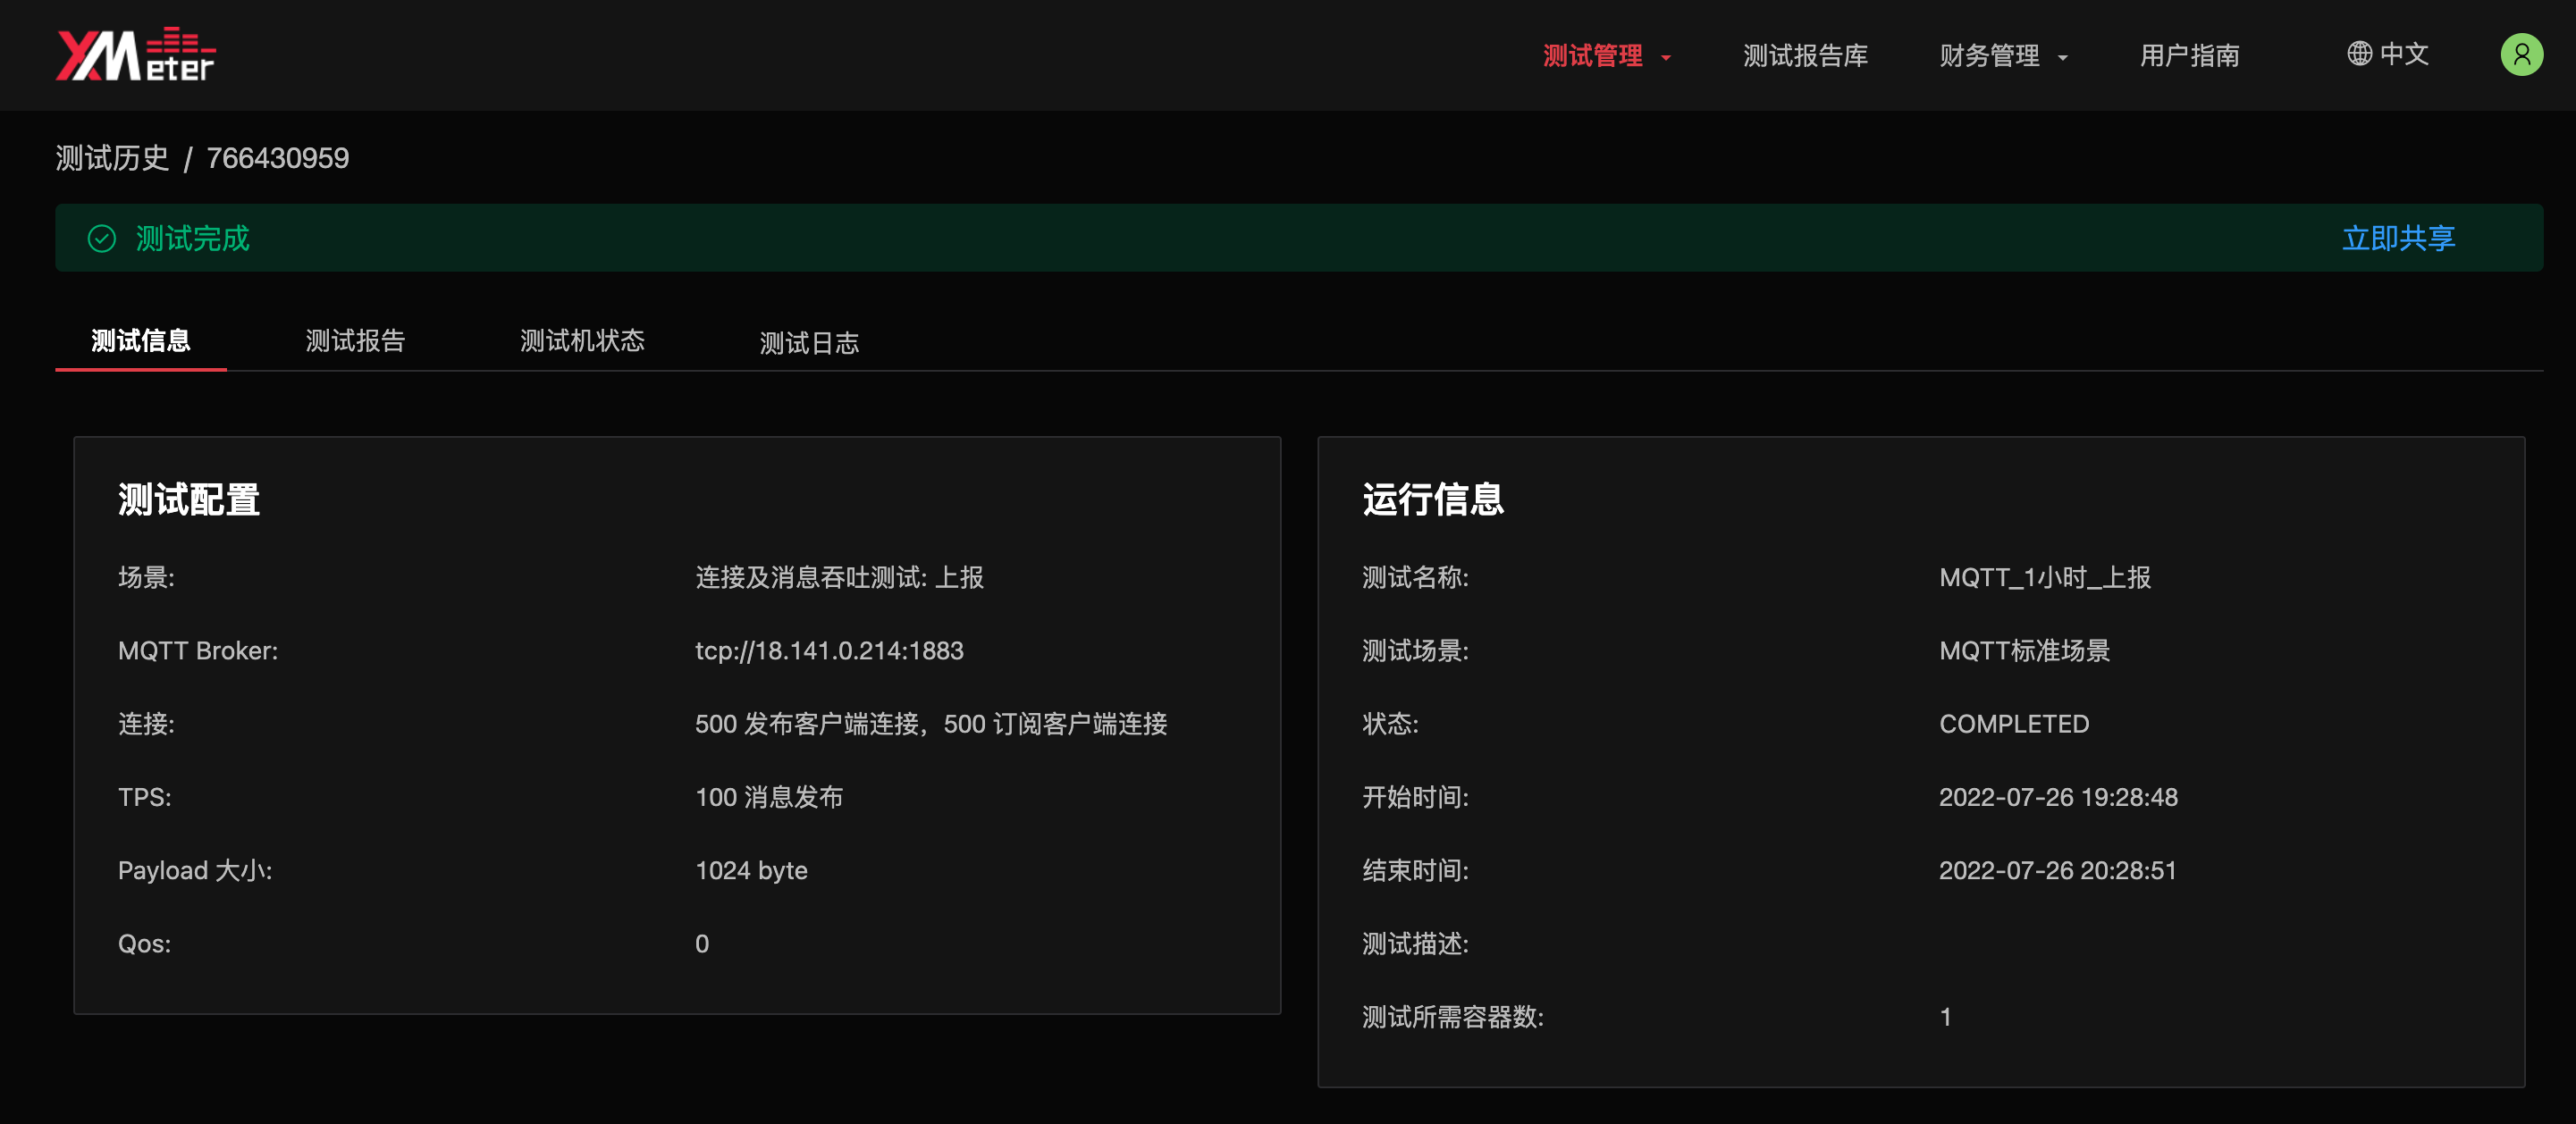 XMeter
测试管理 测试报告库 财务管理 用户指南 中文
测试历史 / 766430959
测试完成 立即共享
测试信息 测试报告 测试机状态 测试日志
测试配置
场景: 连接及消息吞吐测试: 上报
MQTT Broker: tcp://18.141.0.214:1883
连接: 500 发布客户端连接，500 订阅客户端连接
TPS: 100 消息发布
Payload 大小: 1024 byte
Qos: 0
运行信息
测试名称: MQTT_1小时_上报
测试场景: MQTT标准场景
状态: COMPLETED
开始时间: 2022-07-26 19:28:48
结束时间: 2022-07-26 20:28:51
测试描述:
测试所需容器数: 1